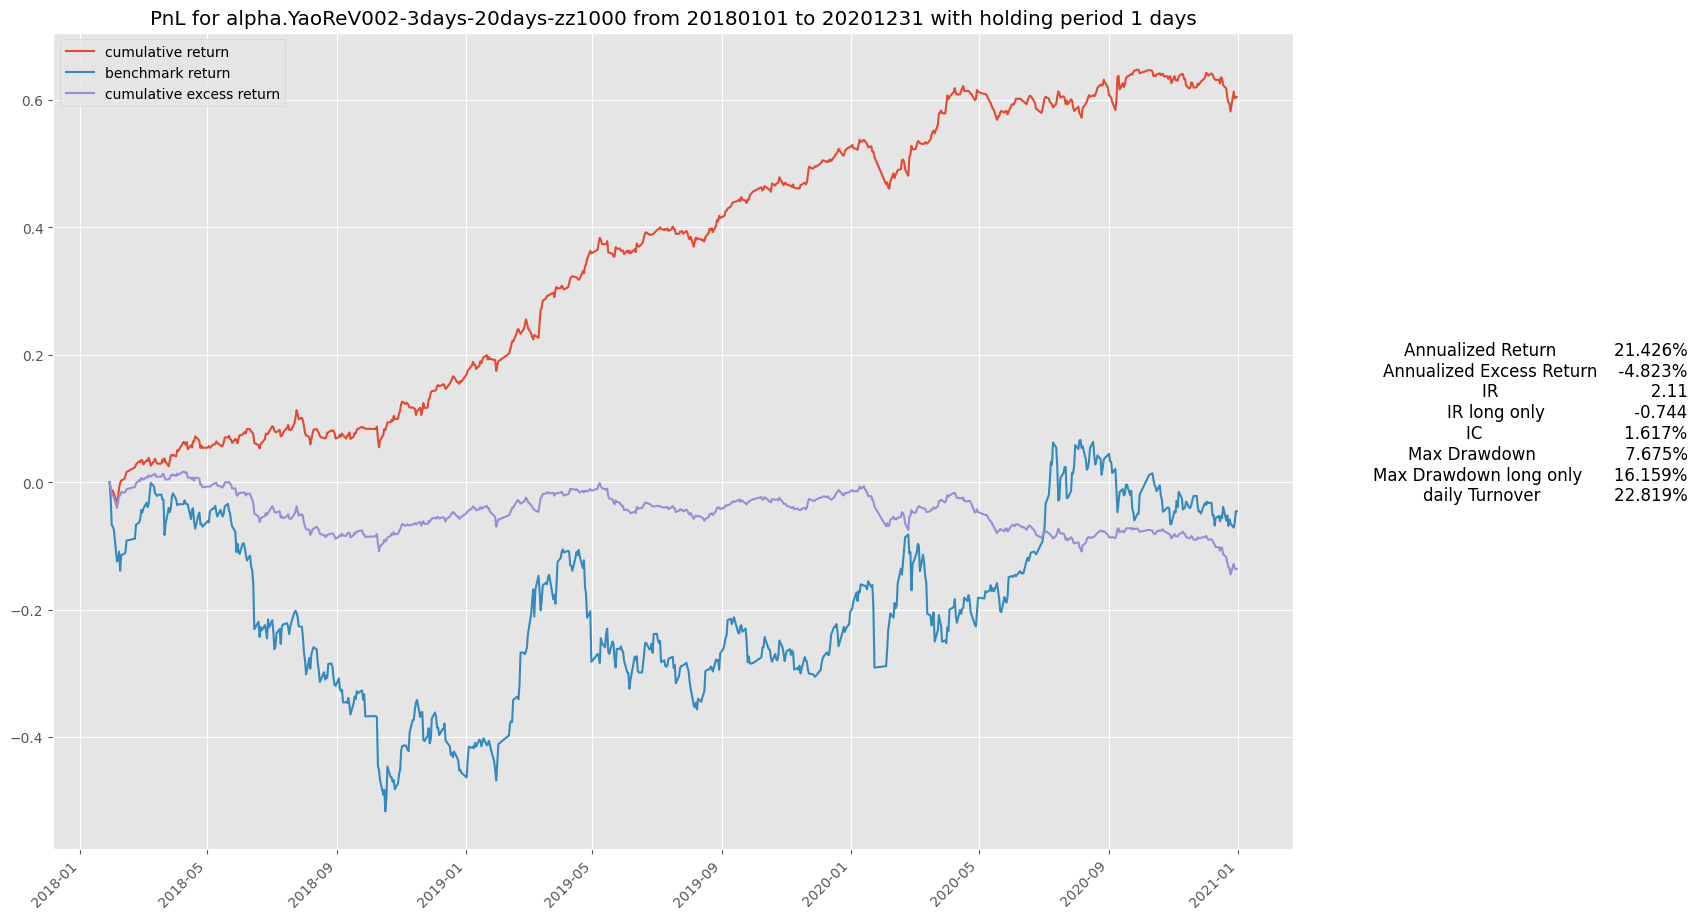 PnL for alpha.YaoReV002-3days-20days-zz1000 from 20180101 to 20201231 with holding period 1 days
cumulative return
benchmark return
cumulative excess return
0.6
0.4
0.2
0.0
−0.2
−0.4
2018-01
2018-05
2018-09
2019-01
2019-05
2019-09
2020-01
2020-05
2020-09
2021-01
Annualized Return 21.426%
Annualized Excess Return -4.823%
IR 2.11
IR long only -0.744
IC 1.617%
Max Drawdown 7.675%
Max Drawdown long only 16.159%
daily Turnover 22.819%